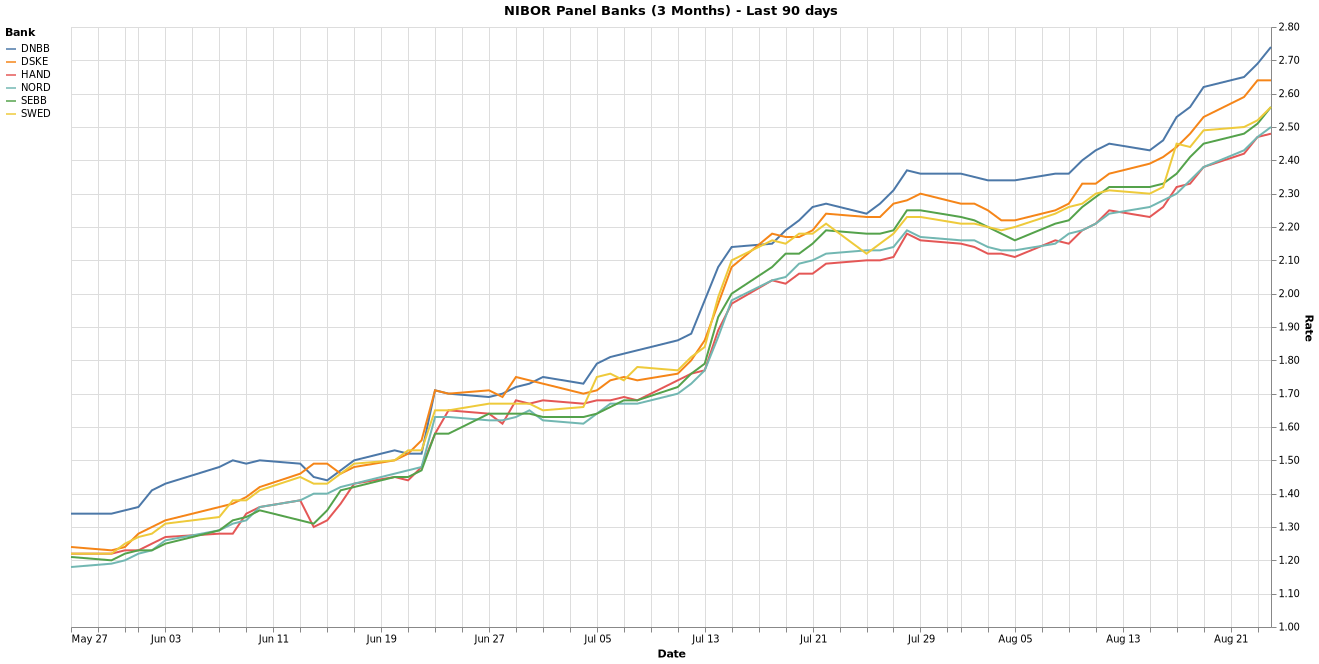 NIBOR Panel Banks (3 Months) - Last 90 days
Bank
DNBB
DSKE
HAND
NORD
SEBB
SWED
2.80
2.70
2.60
2.50
2.40
2.30
2.20
2.10
2.00
1.90
1.80
1.70
1.60
1.50
1.40
1.30
1.20
1.10
1.00
Rate
May 27 Jun 03 Jun 11 Jun 19 Jun 27 Jul 05 Jul 13 Jul 21 Jul 29 Aug 05 Aug 13 Aug 21
Date